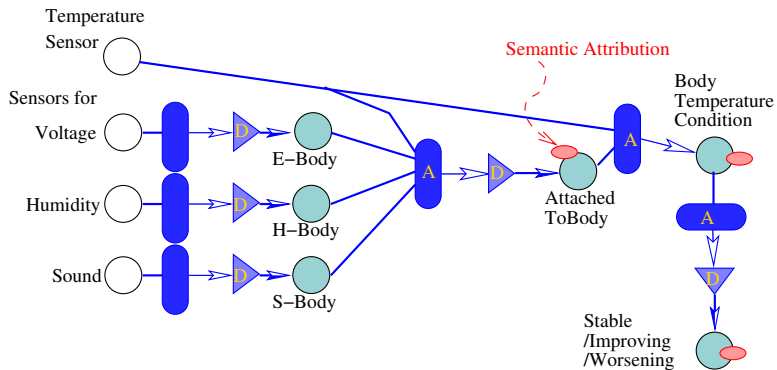 Temperature
Sensor
Semantic Attribution
Sensors for
Voltage
D
E−Body
A
Body
Temperature
Condition
A
Humidity
D
H−Body
D
Attached
ToBody
A
Sound
D
S−Body
D
Stable
/Improving
/Worsening